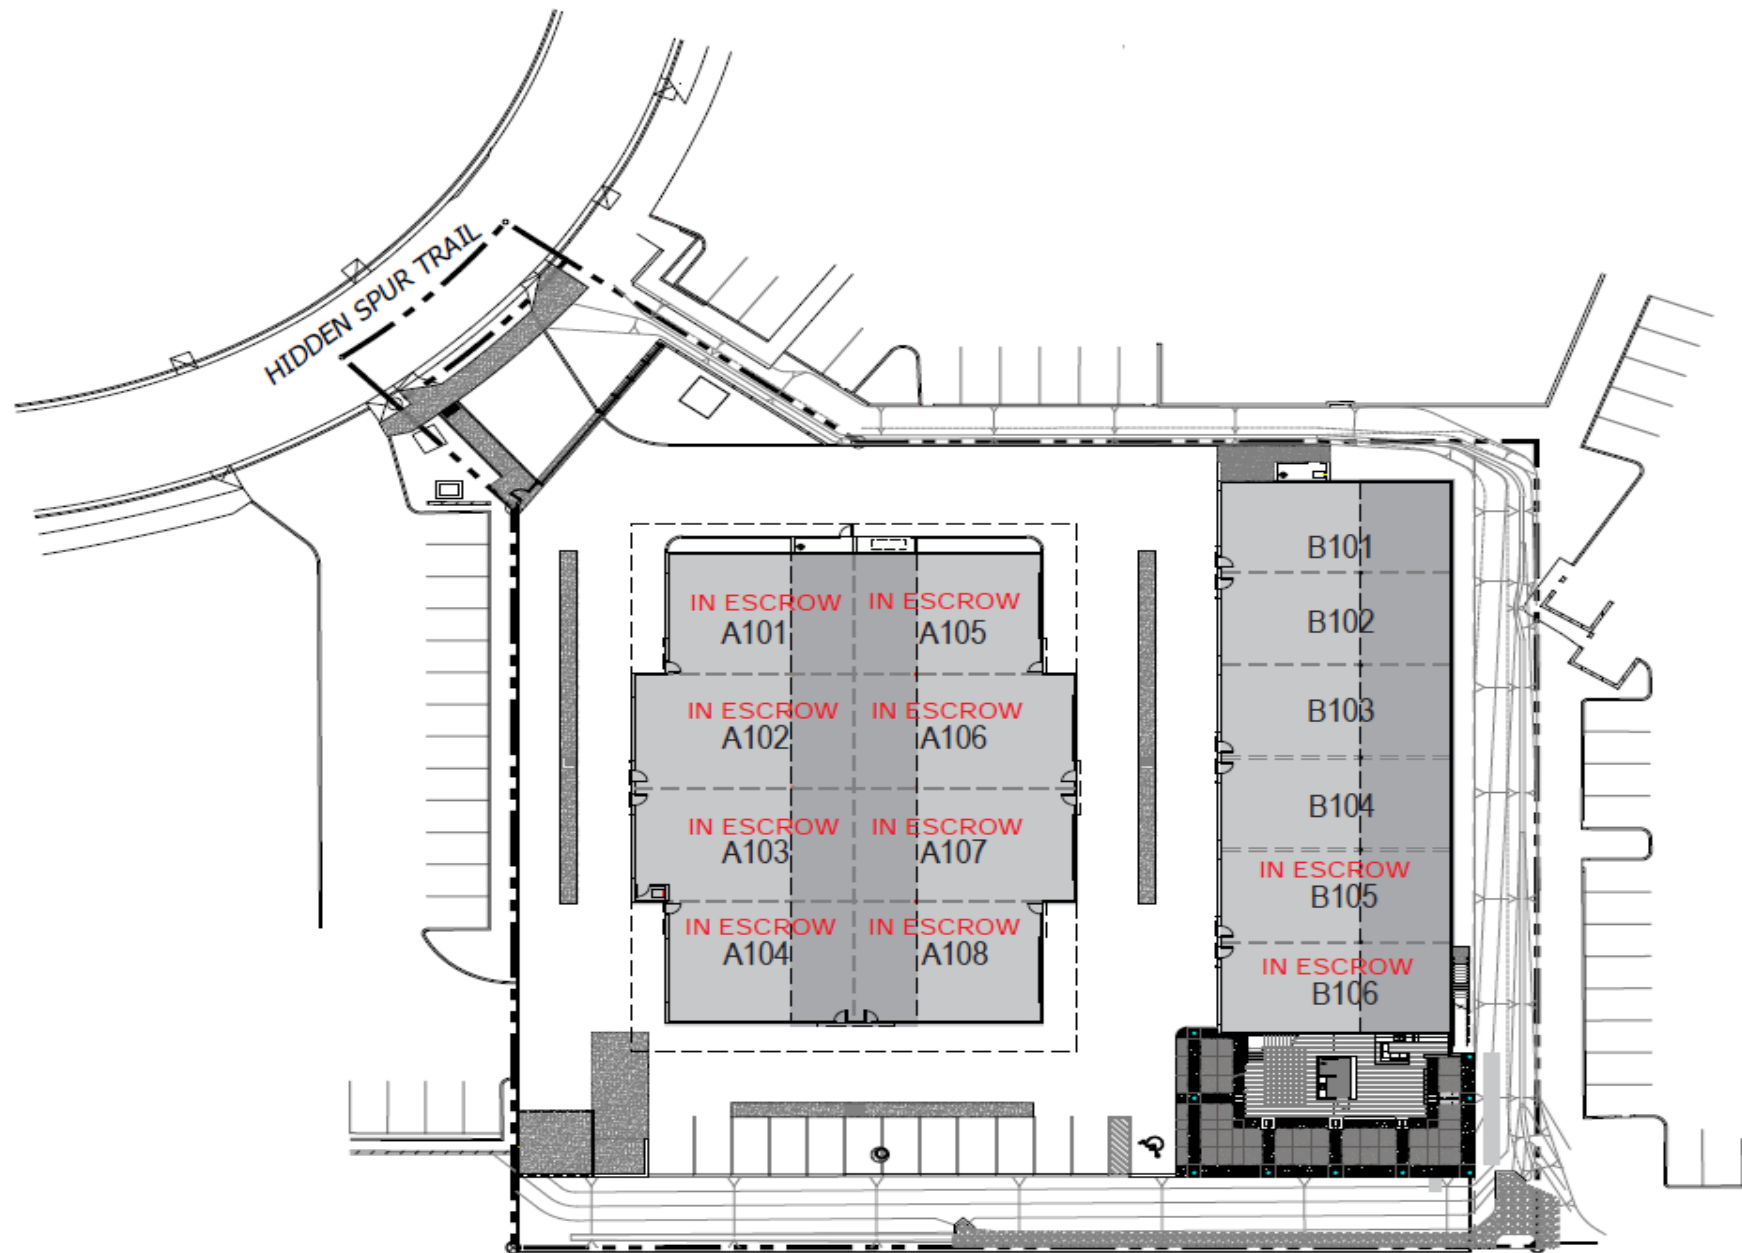 HIDDEN SPUR TRAIL
IN ESCROW
A101
IN ESCROW
A105
IN ESCROW
A102
IN ESCROW
A106
IN ESCROW
A103
IN ESCROW
A107
IN ESCROW
A104
IN ESCROW
A108
B101
B102
B103
B104
IN ESCROW
B105
IN ESCROW
B106